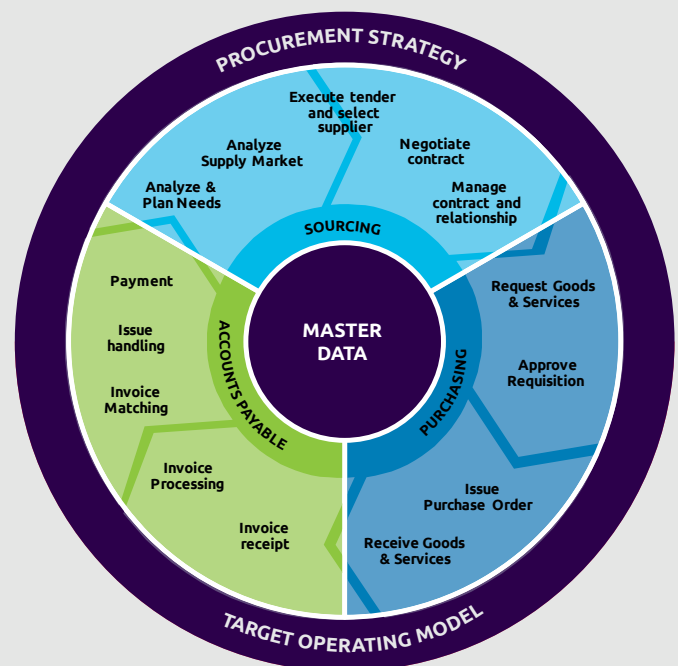 PROCUREMENT STRATEGY
Execute tender
and select
supplier
Analyze
Supply Market
Negotiate
contract
Analyze &
Plan Needs
Manage
contract and
relationship
SOURCING
Request Goods
& Services
Approve
Requisition
PURCHASING
Issue
Purchase Order
Receive Goods
& Services
Invoice
receipt
Invoice
Processing
Invoice
Matching
Issue
handling
Payment
ACCOUNTS PAYABLE
MASTER
DATA
TARGET OPERATING MODEL